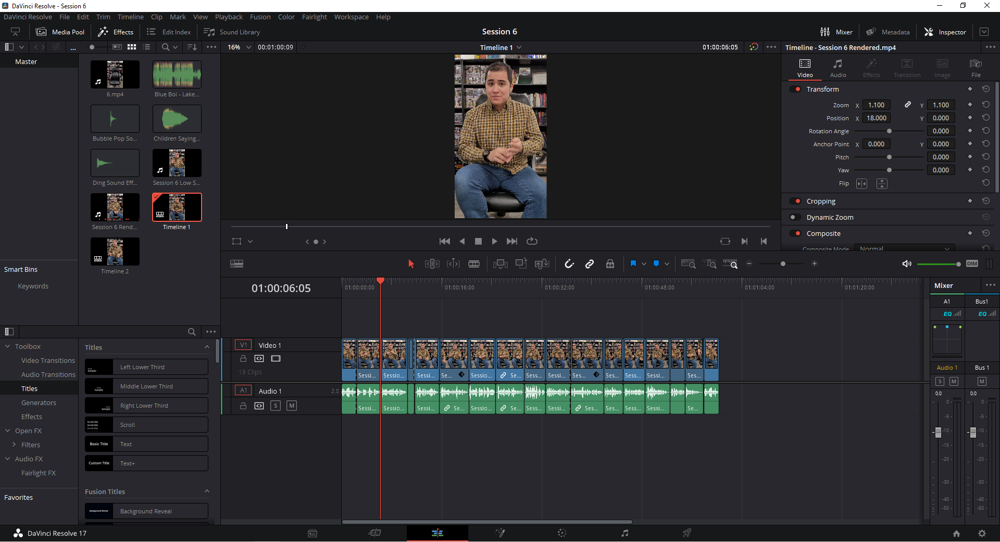 DaVinci Resolve - Session 6
DaVinci Resolve File Edit Trim Timeline Clip Mark View Playback Fusion Color Fairlight Workspace Help
Media Pool Effects Edit Index Sound Library Session 6 Mixer Metadata Inspector
... 16% 00:01:00:09 Timeline 1 01:00:06:05 Timeline - Session 6 Rendered.mp4
Master
6.mp4 Blue Boi - Lake...
Bubble Pop So... Children Saying...
Ding Sound Eff... Session 6 Low S...
Session 6 Rend... Timeline 1
Timeline 2
Smart Bins
Keywords
Video Audio Effects Transition Image File
Transform
Zoom X 1.100 Y 1.100
Position X 18.000 Y 0.000
Rotation Angle 0.000
Anchor Point X 0.000 Y 0.000
Pitch 0.000
Yaw 0.000
Flip
Cropping
Dynamic Zoom
Composite
Composite Mode Normal
DIM
01:00:06:05 01:00:00:00 01:00:16:00 01:00:32:00 01:00:48:00 01:01:04:00 01:01:20:00
V1 Video 1
18 Clips
Sessi... Sessio... Sessi... Se... Sessio... Se... Sess... Sessi... Ses... Ses... Sess... Sessi... Ses...
A1 Audio 1 2.0
S M
Sessi... Sessio... Sessi... Se... Sessio... Se... Sess... Sessi... Ses... Ses... Sess... Sessi... Se...
Mixer
A1 Bus1
EQ EQ
Audio 1 Bus 1
S M M
0.0 0.0
0 0
-5 -5
-10 -10
-15 -15
-20 -20
-30 -30
-40 -40
-50 -50
Toolbox
Video Transitions
Audio Transitions
Titles
Generators
Effects
Open FX
Filters
Audio FX
Fairlight FX
Favorites
Titles
Title Sample Left Lower Third
Title Sample Middle Lower Third
Title Sample Right Lower Third
Scroll title Scroll
Basic Title Text
Custom Title Text+
Fusion Titles
Background Reveal Background Reveal
DaVinci Resolve 17